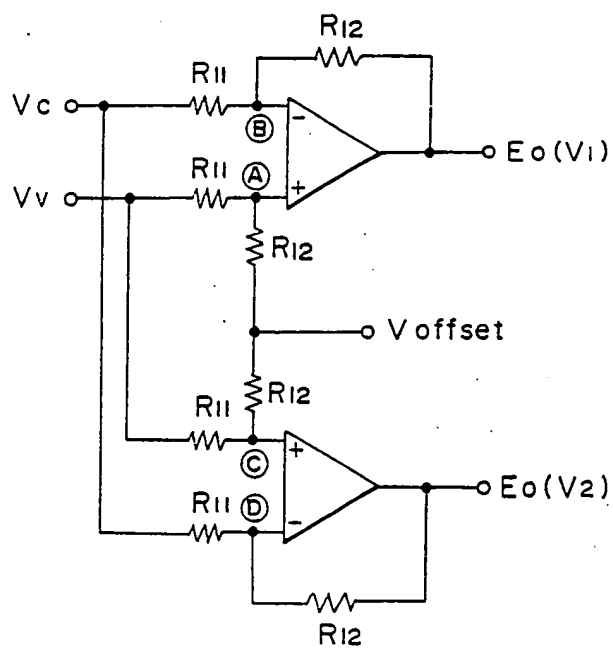 R12
R11
Vc
B
−
Eo(V1)
R11
A
Vv
+
R12
Voffset
R12
R11
+
C
Eo(V2)
D
R11
−
R12